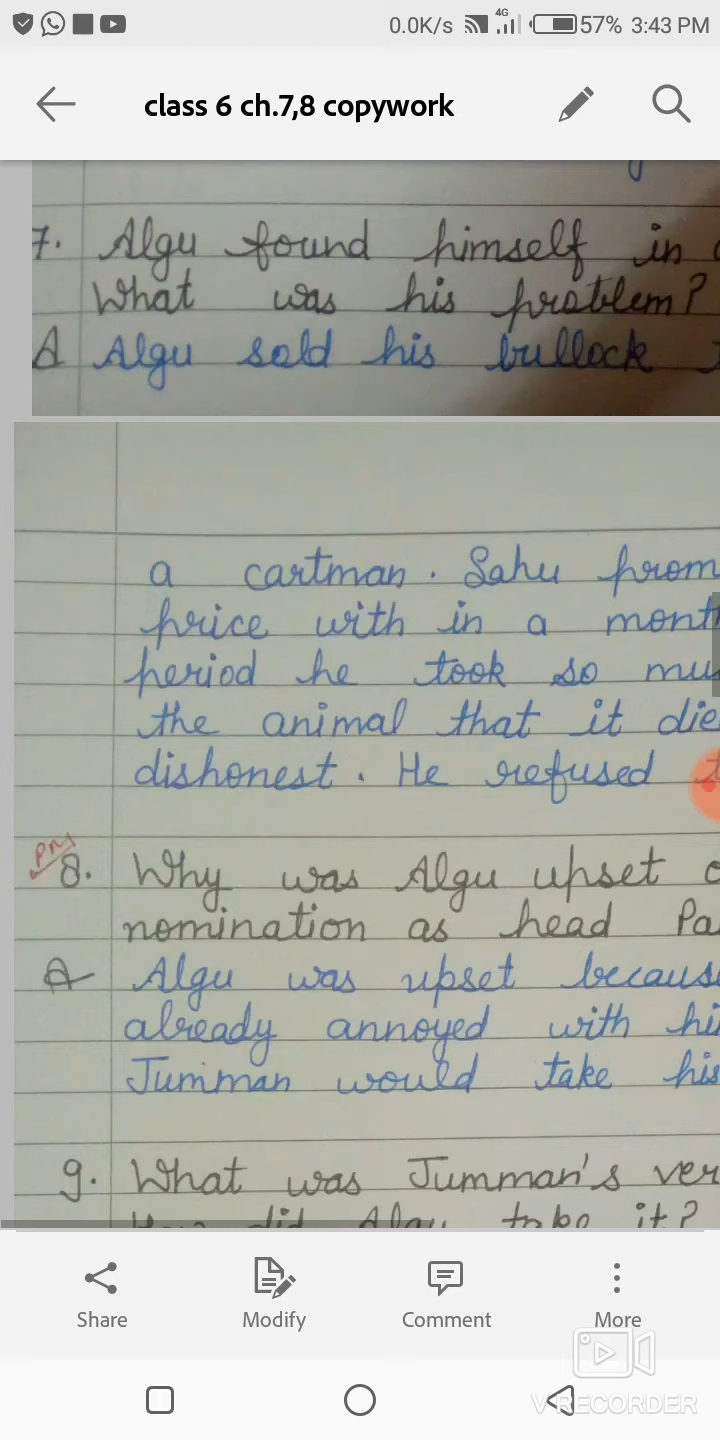 0.0K/s 4G 57% 3:43 PM
class 6 ch.7,8 copywork
7. Algu found himself in
What was his problem?
A Algu sold his bullock
a cartman. Sahu prom
price with in a mont
period he took so mu
the animal that it die
dishonest. He refused
8. Why was Algu upset
nomination as head Pa
A Algu was upset becaus
already annoyed with hi
Jumman would take his
9. What was Jumman's ver
How did Algu take it?
Share Modify Comment More
V RECORDER